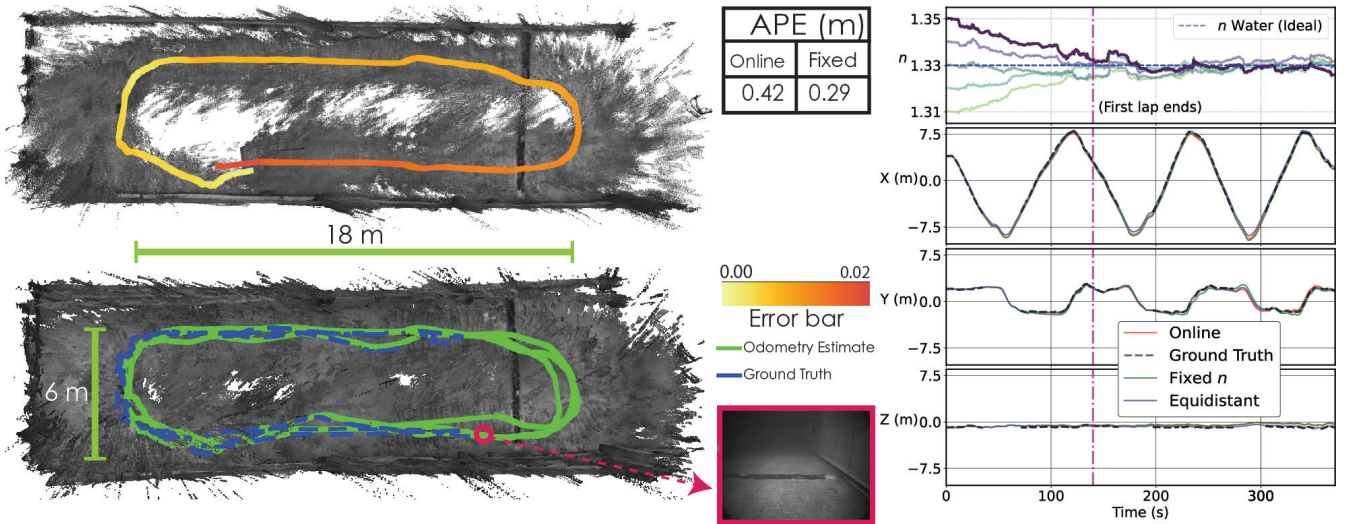 APE (m)
Online Fixed
0.42 0.29
18 m
6 m
0.00 0.02
Error bar
Odometry Estimate
Ground Truth
1.35
n 1.33
1.31
n Water (Ideal)
(First lap ends)
7.5
X (m) 0.0
−7.5
7.5
Y (m) 0.0
−7.5
Online
Ground Truth
Fixed n
Equidistant
7.5
Z (m) 0.0
−7.5
0 100 200 300
Time (s)